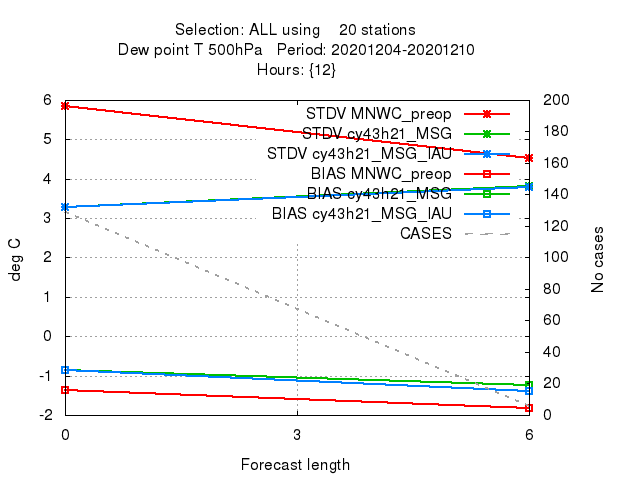 Selection: ALL using 20 stations
Dew point T 500hPa Period: 20201204-20201210
Hours: {12}
6
5
4
3
2
1
0
-1
-2
deg C
STDV MNWC_preop
STDV cy43h21_MSG
STDV cy43h21_MSG_IAU
BIAS MNWC_preop
BIAS cy43h21_MSG
BIAS cy43h21_MSG_IAU
CASES
200
180
160
140
120
100
80
60
40
20
0
No cases
0 3 6
Forecast length